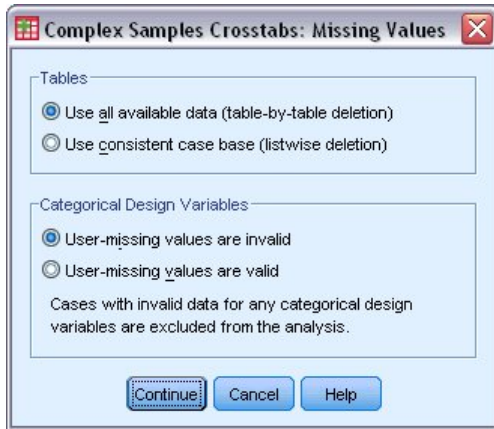 Complex Samples Crosstabs: Missing Values
Tables
Use all available data (table-by-table deletion)
Use consistent case base (listwise deletion)
Categorical Design Variables
User-missing values are invalid
User-missing values are valid
Cases with invalid data for any categorical design
variables are excluded from the analysis.
Continue Cancel Help